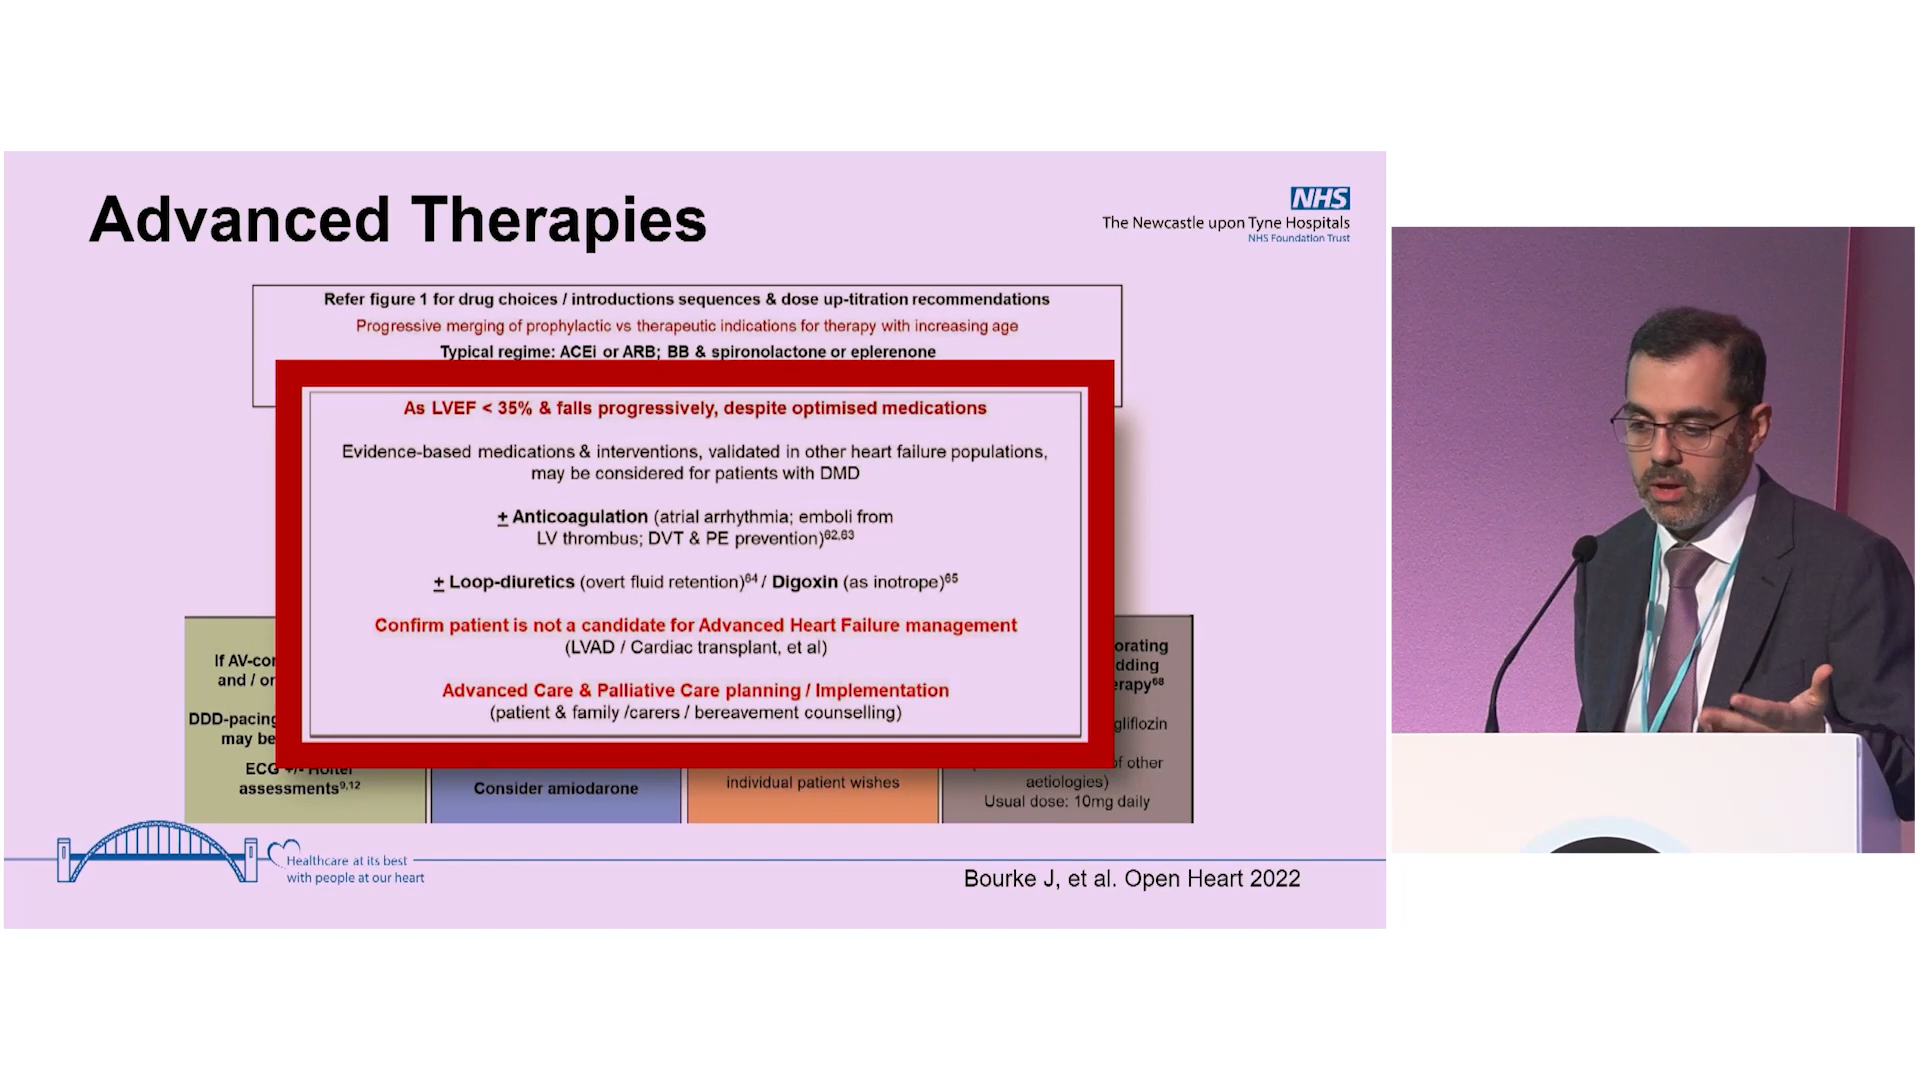 Advanced Therapies
NHS
The Newcastle upon Tyne Hospitals
NHS Foundation Trust
Refer figure 1 for drug choices / introductions sequences & dose up-titration recommendations
Progressive merging of prophylactic vs therapeutic indications for therapy with increasing age
Typical regime: ACEi or ARB; BB & spironolactone or eplerenone
As LVEF < 35% & falls progressively, despite optimised medications
Evidence-based medications & interventions, validated in other heart failure populations,
may be considered for patients with DMD
± Anticoagulation (atrial arrhythmia; emboli from
LV thrombus; DVT & PE prevention)62,63
± Loop-diuretics (overt fluid retention)64 / Digoxin (as inotrope)65
Confirm patient is not a candidate for Advanced Heart Failure management
(LVAD / Cardiac transplant, et al)
Advanced Care & Palliative Care planning / Implementation
(patient & family /carers / bereavement counselling)
If AV-con
and / or
DDD-pacing
may be
ECG +/- Holter
assessments9,12
Consider amiodarone
individual patient wishes
orating
dding
erapy68
gliflozin
of other
aetiologies)
Usual dose: 10mg daily
Healthcare at its best
with people at our heart
Bourke J, et al. Open Heart 2022